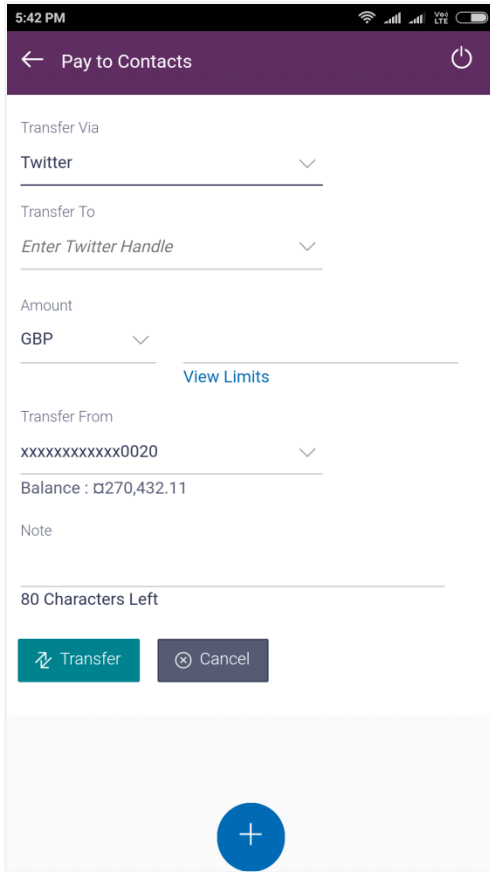 5:42 PM VoLTE
Pay to Contacts
Transfer Via
Twitter
Transfer To
Enter Twitter Handle
Amount
GBP
View Limits
Transfer From
xxxxxxxxxxxx0020
Balance : ¤270,432.11
Note
80 Characters Left
Transfer Cancel